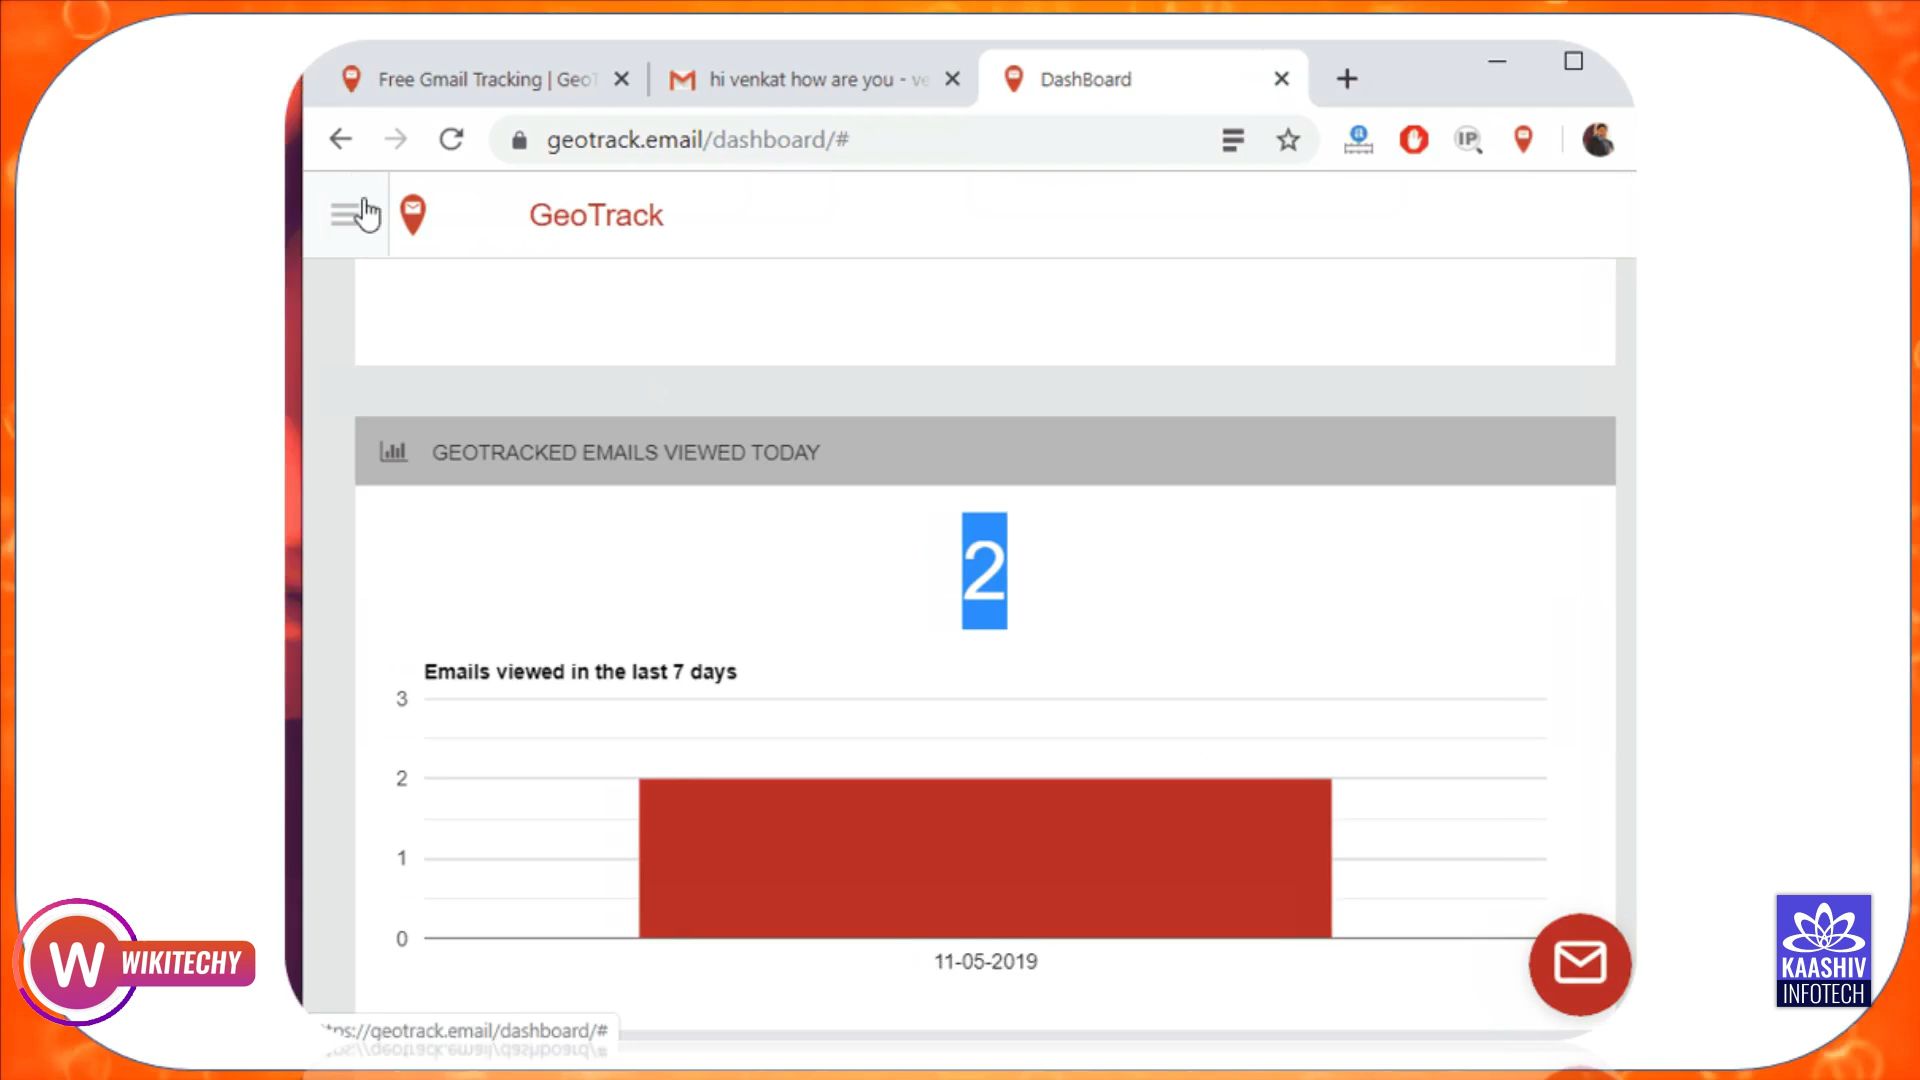 Free Gmail Tracking | Geo
hi venkat how are you - ve
DashBoard
geotrack.email/dashboard/#
IP
GeoTrack
GEOTRACKED EMAILS VIEWED TODAY
2
Emails viewed in the last 7 days
3
2
1
0
11-05-2019
tps://geotrack.email/dashboard/#
W WIKITECHY
KAASHIV
INFOTECH